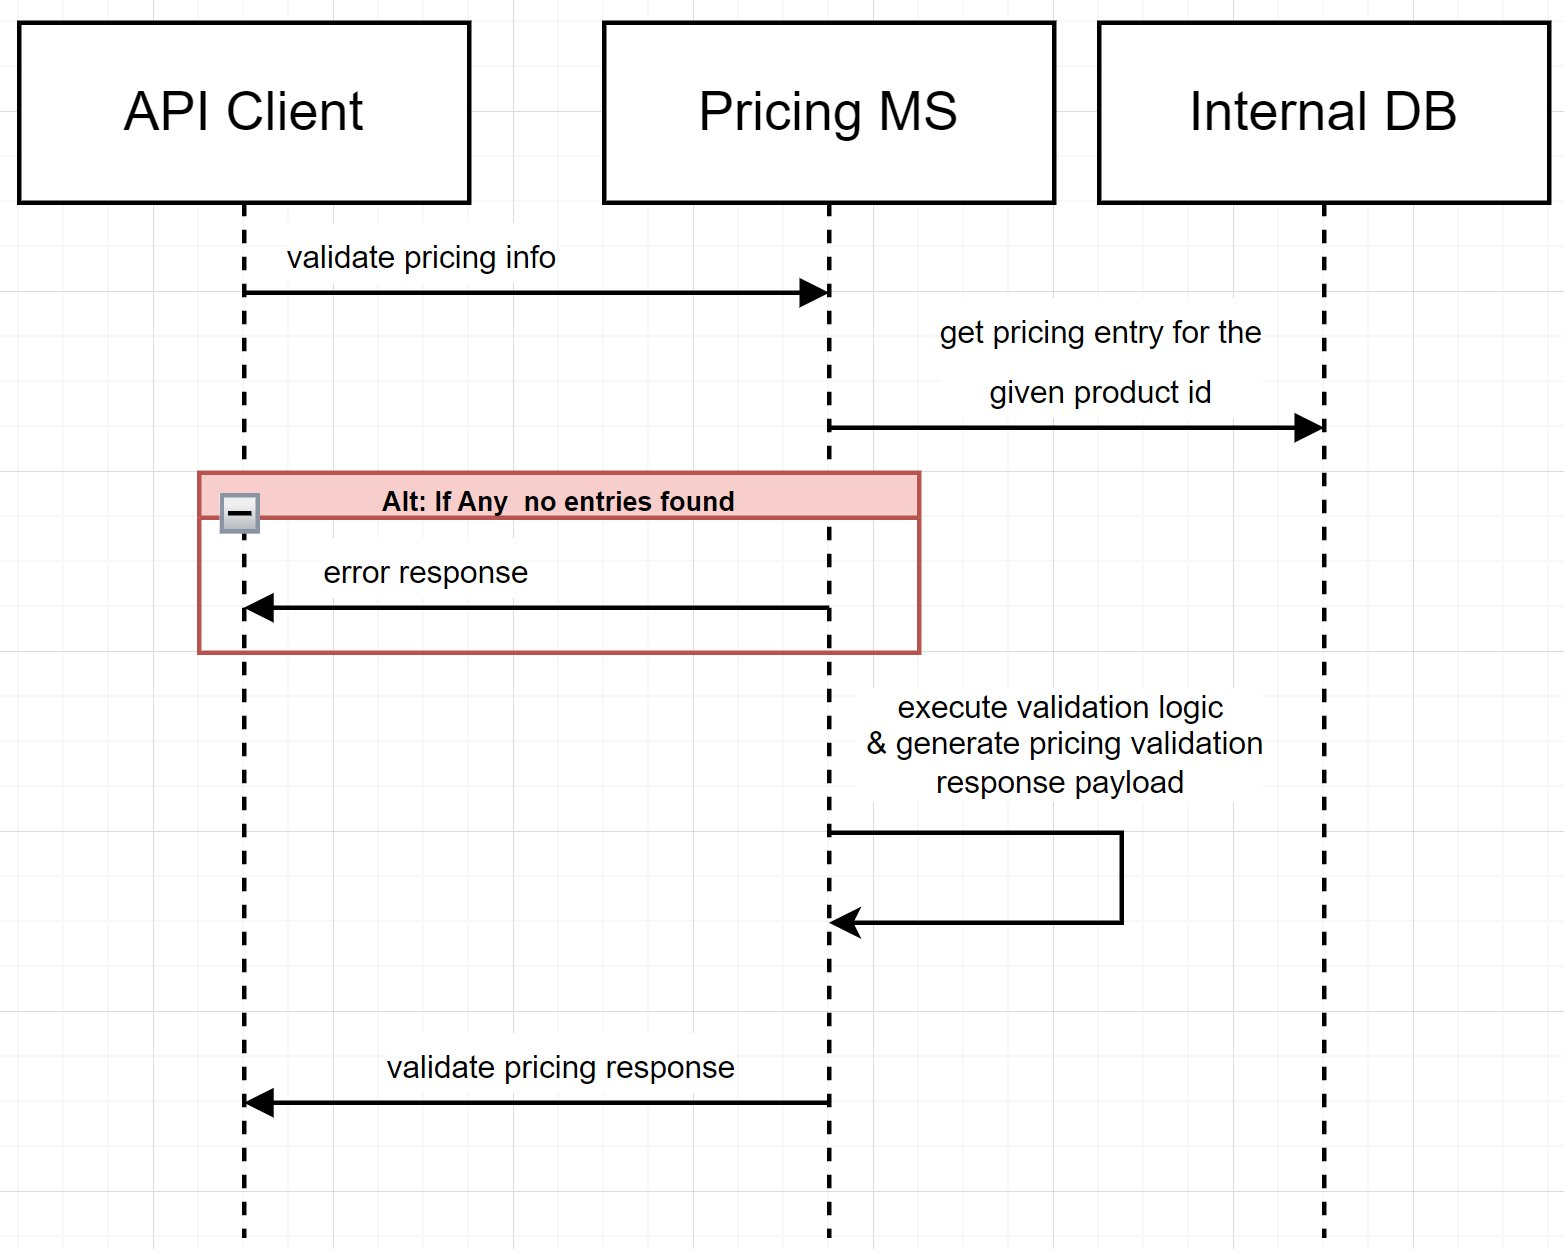 API Client
Pricing MS
Internal DB
validate pricing info
get pricing entry for the
given product id
Alt: If Any  no entries found
error response
execute validation logic
& generate pricing validation
response payload
validate pricing response